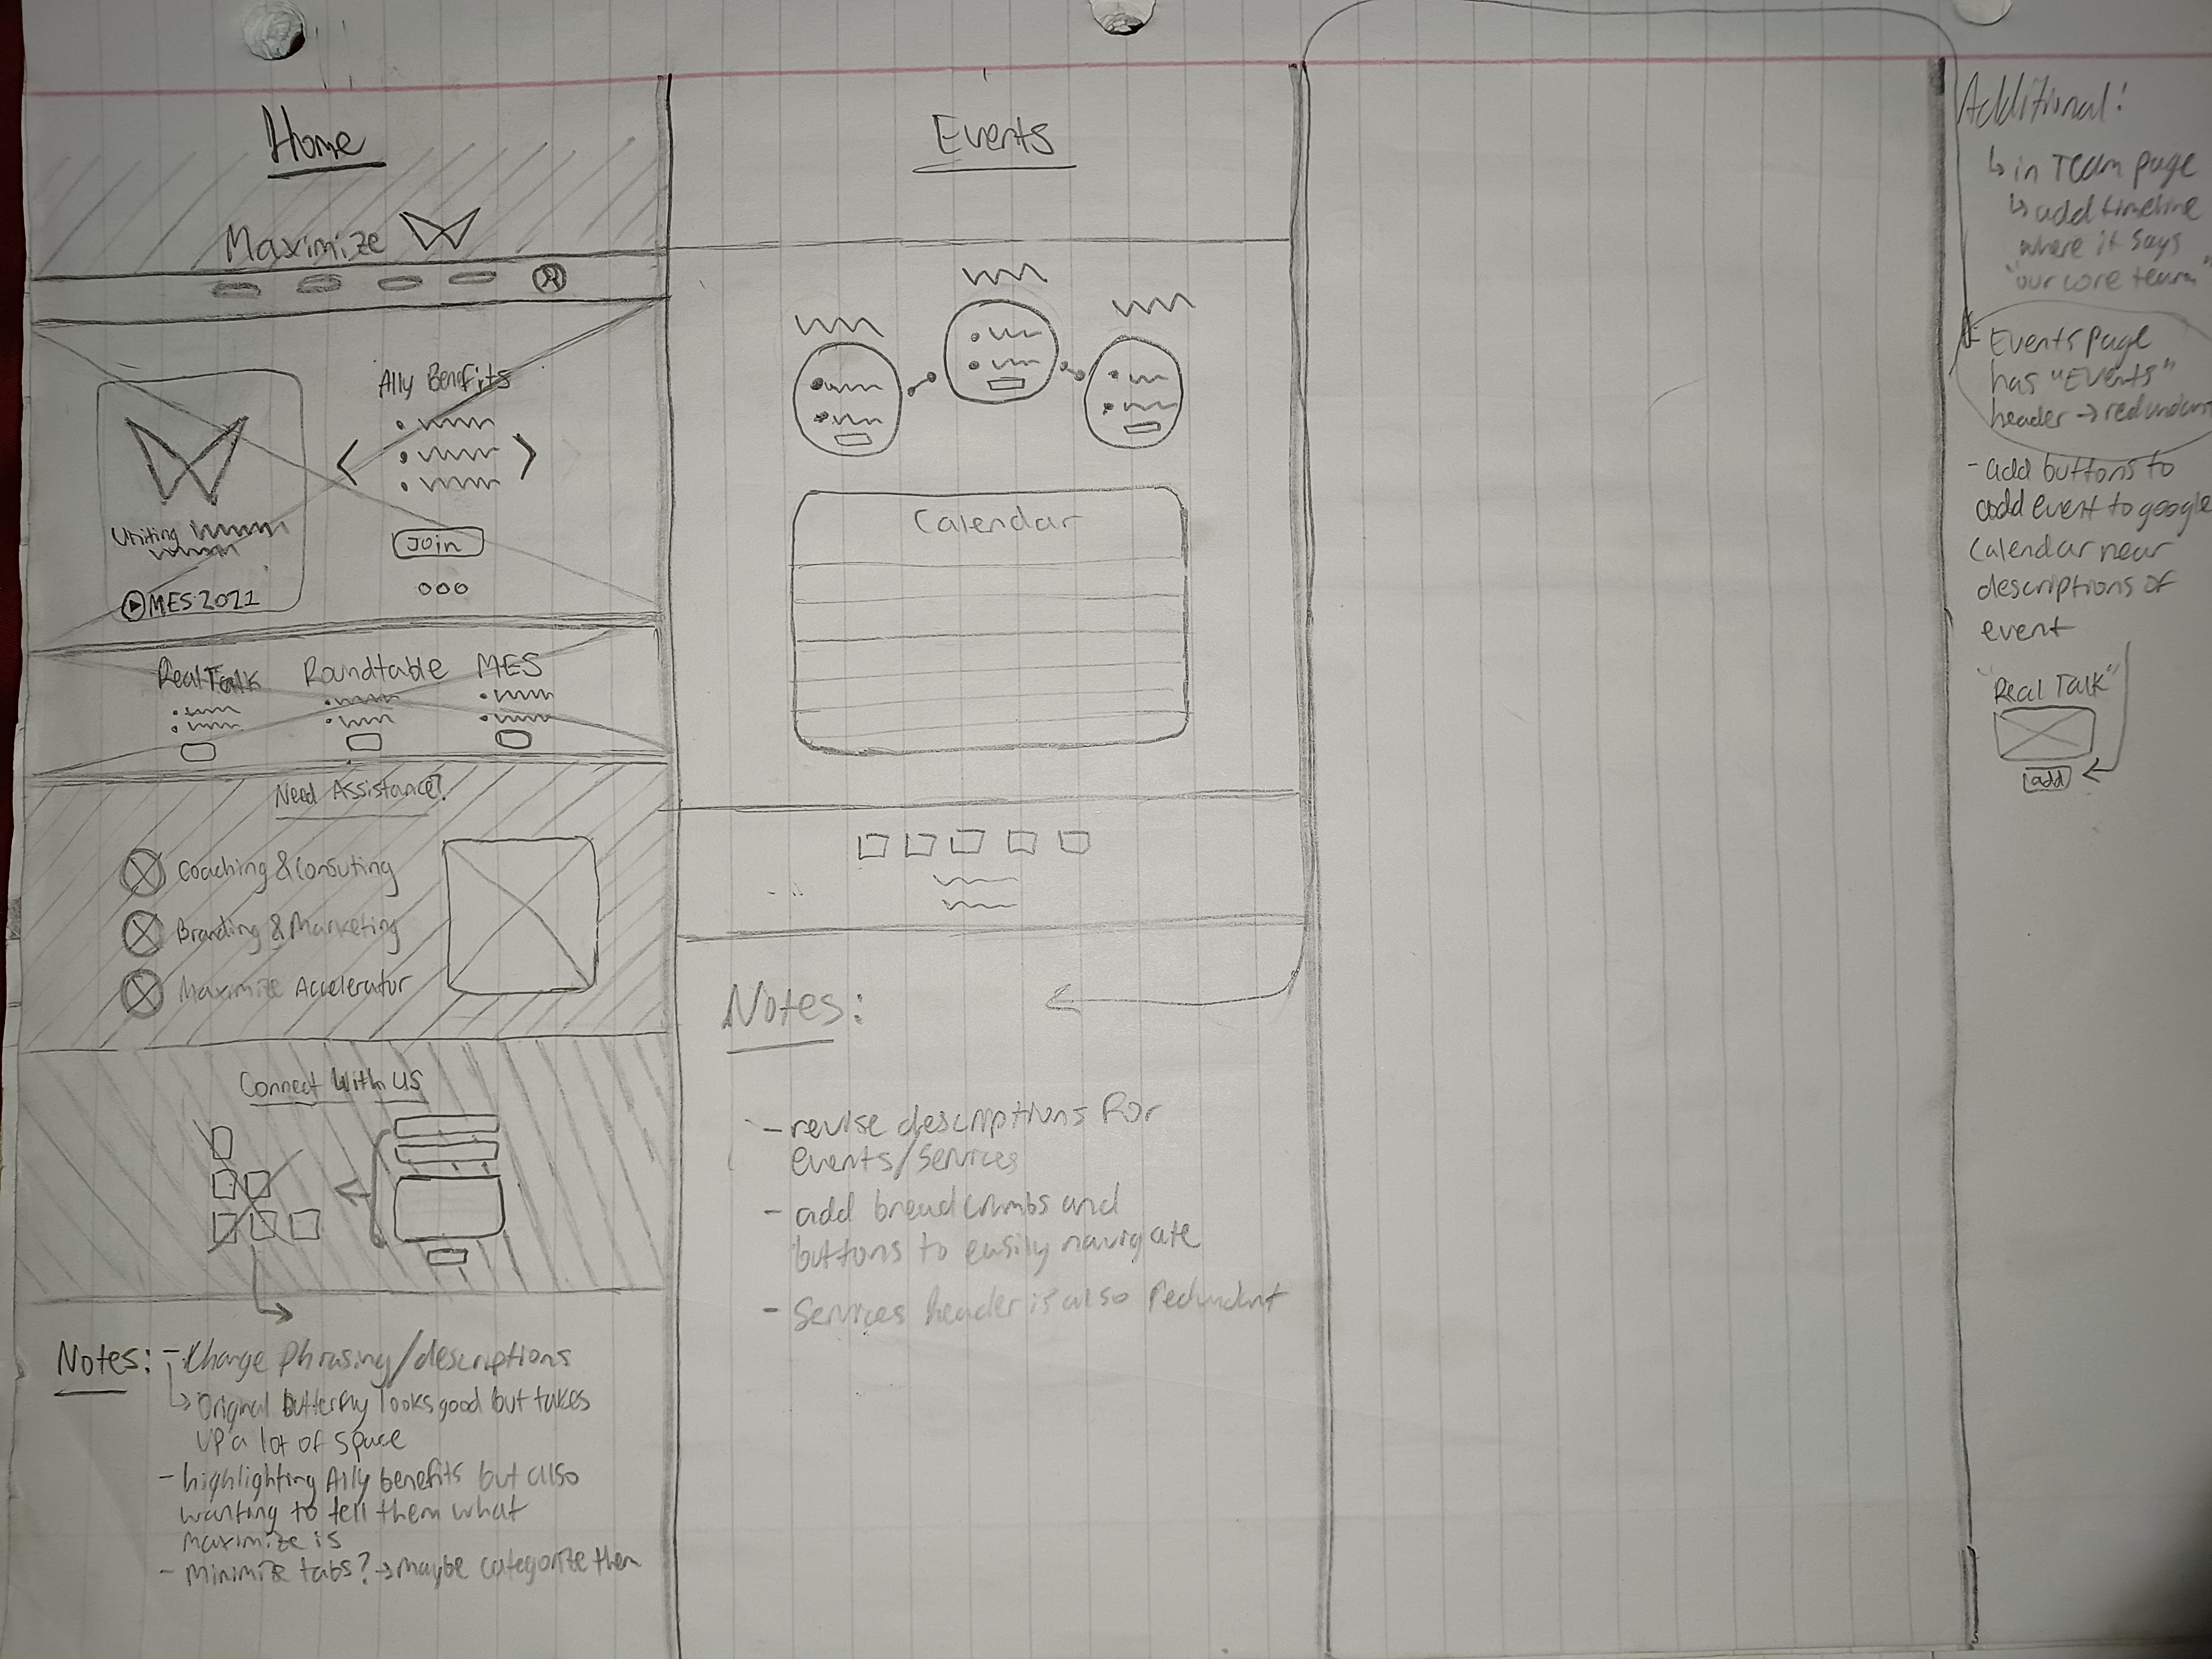 Home
Maximize
Ally Benefits
Uniting
Join
MES 2021
Real Talk Roundtable MES
Need Assistance?
Coaching & Consuting
Branding & Marketing
Maximize Accelerator
Connect With us
Notes: - Change phrasing/descriptions
Original Butterfly looks good but takes
up a lot of space
- highlighting Ally benefits but also
wanting to tell them what
maximize is
- Minimize tabs? → maybe categorize them
Events
Calendar
Notes:
- revise descriptions for
events/services
- add breadcrumbs and
buttons to easily navigate
- Services header is also redundant
Additional:
↳ in Team page
↳ add timeline
where it says
"our core team"
Events page
has "Events"
header → redundant
- add buttons to
add event to google
Calendar near
descriptions of
event
"Real Talk"
add